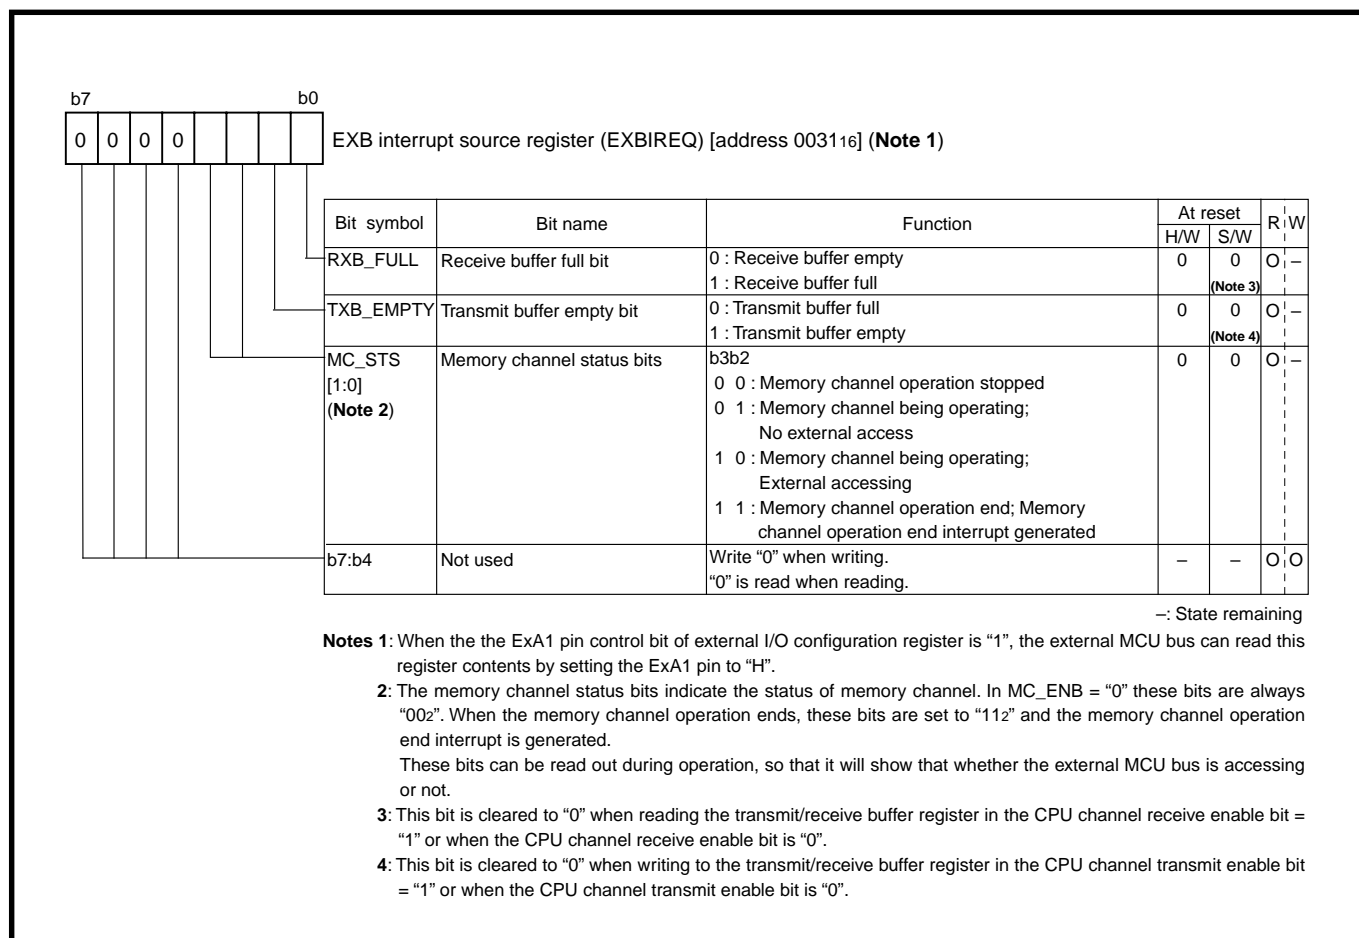 b7 b0
0 0 0 0 EXB interrupt source register (EXBIREQ) [address 003116] (Note 1)
Bit symbol Bit name Function At reset R W
H/W S/W
RXB_FULL Receive buffer full bit 0 : Receive buffer empty 0 0 O –
1 : Receive buffer full (Note 3)
TXB_EMPTY Transmit buffer empty bit 0 : Transmit buffer full 0 0 O –
1 : Transmit buffer empty (Note 4)
MC_STS Memory channel status bits b3b2 0 0 O –
[1:0] 0 0 : Memory channel operation stopped
(Note 2) 0 1 : Memory channel being operating;
No external access
1 0 : Memory channel being operating;
External accessing
1 1 : Memory channel operation end; Memory
channel operation end interrupt generated
b7:b4 Not used Write “0” when writing. – – O O
“0” is read when reading.
–: State remaining
Notes 1: When the the ExA1 pin control bit of external I/O configuration register is “1”, the external MCU bus can read this
register contents by setting the ExA1 pin to “H”.
2: The memory channel status bits indicate the status of memory channel. In MC_ENB = “0” these bits are always
“002”. When the memory channel operation ends, these bits are set to “112” and the memory channel operation
end interrupt is generated.
These bits can be read out during operation, so that it will show that whether the external MCU bus is accessing
or not.
3: This bit is cleared to “0” when reading the transmit/receive buffer register in the CPU channel receive enable bit =
“1” or when the CPU channel receive enable bit is “0”.
4: This bit is cleared to “0” when writing to the transmit/receive buffer register in the CPU channel transmit enable bit
= “1” or when the CPU channel transmit enable bit is “0”.